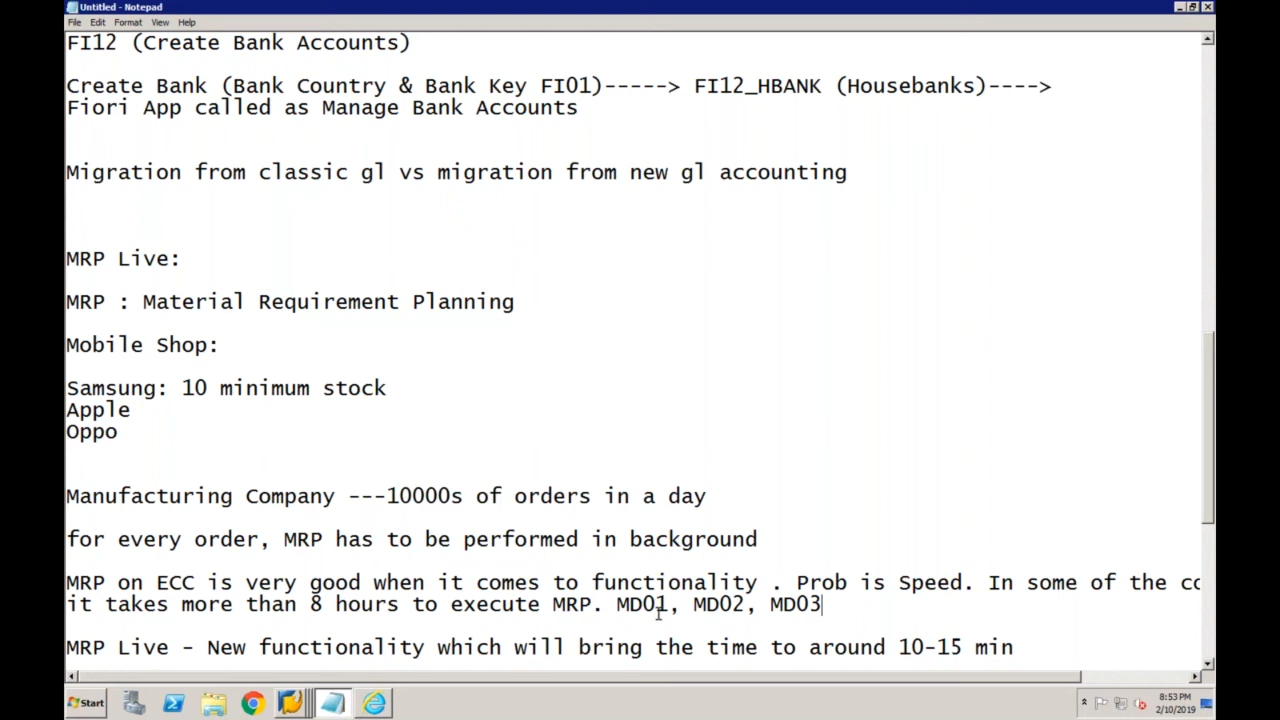 Untitled - Notepad
File Edit Format View Help
FI12 (Create Bank Accounts)
Create Bank (Bank Country & Bank Key FI01)-----> FI12_HBANK (Housebanks)---->
Fiori App called as Manage Bank Accounts
Migration from classic gl vs migration from new gl accounting
MRP Live:
MRP : Material Requirement Planning
Mobile Shop:
Samsung: 10 minimum stock
Apple
Oppo
Manufacturing Company ---10000s of orders in a day
for every order, MRP has to be performed in background
MRP on ECC is very good when it comes to functionality . Prob is Speed. In some of the
it takes more than 8 hours to execute MRP. MD01, MD02, MD03
MRP Live - New functionality which will bring the time to around 10-15 min
Start
8:53 PM
2/10/2019